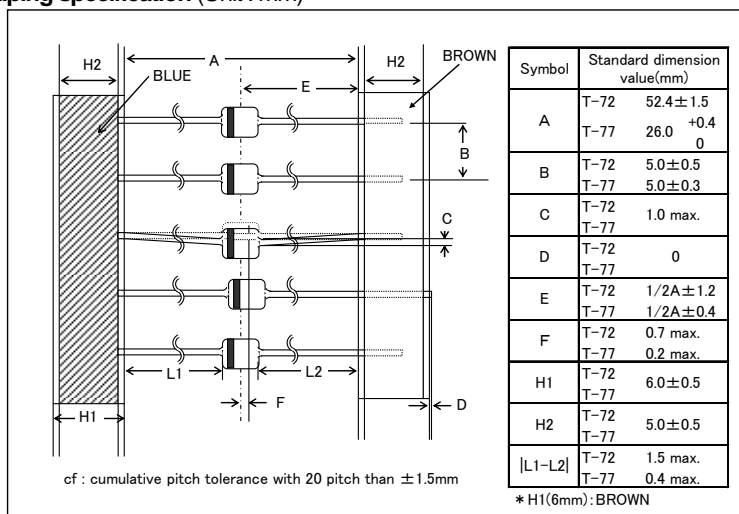 (Unit : mm)
H2
A
H2
BROWN
BLUE
E
B
C
L1
L2
F
D
H1
cf : cumulative pitch tolerance with 20 pitch than ±1.5mm
Symbol Standard dimension value(mm)
A T-72 52.4±1.5
T-77 26.0 +0.4 0
B T-72 5.0±0.5
T-77 5.0±0.3
C T-72 1.0 max.
T-77
D T-72 0
T-77
E T-72 1/2A±1.2
T-77 1/2A±0.4
F T-72 0.7 max.
T-77 0.2 max.
H1 T-72 6.0±0.5
T-77
H2 T-72 5.0±0.5
T-77
|L1-L2| T-72 1.5 max.
T-77 0.4 max.
*H1(6mm):BROWN